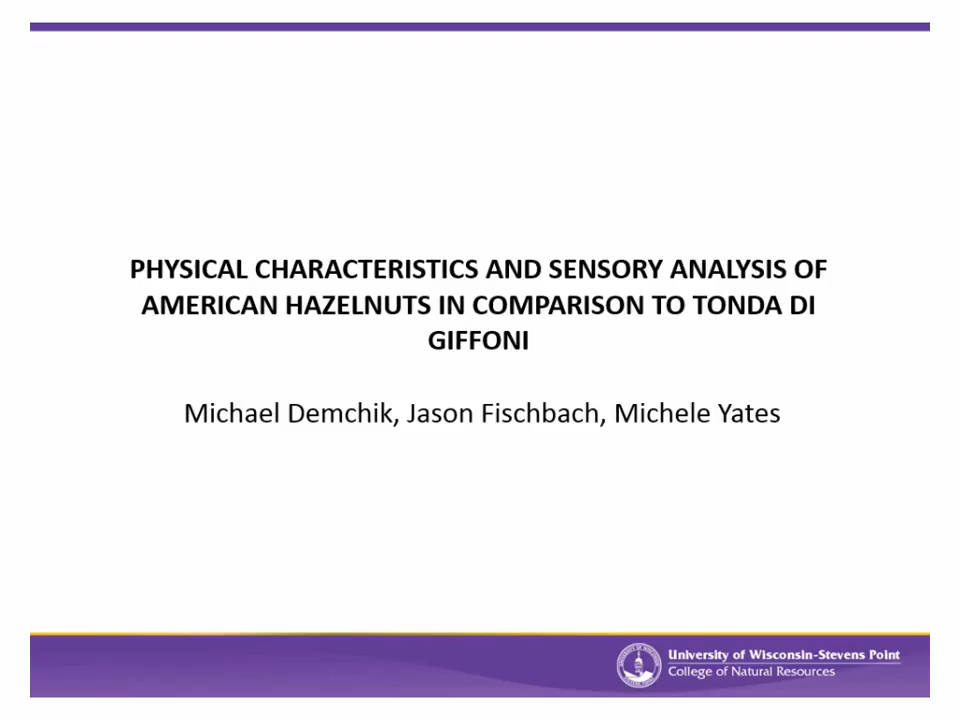 PHYSICAL CHARACTERISTICS AND SENSORY ANALYSIS OF
AMERICAN HAZELNUTS IN COMPARISON TO TONDA DI
GIFFONI
Michael Demchik, Jason Fischbach, Michele Yates
University of Wisconsin-Stevens Point
College of Natural Resources